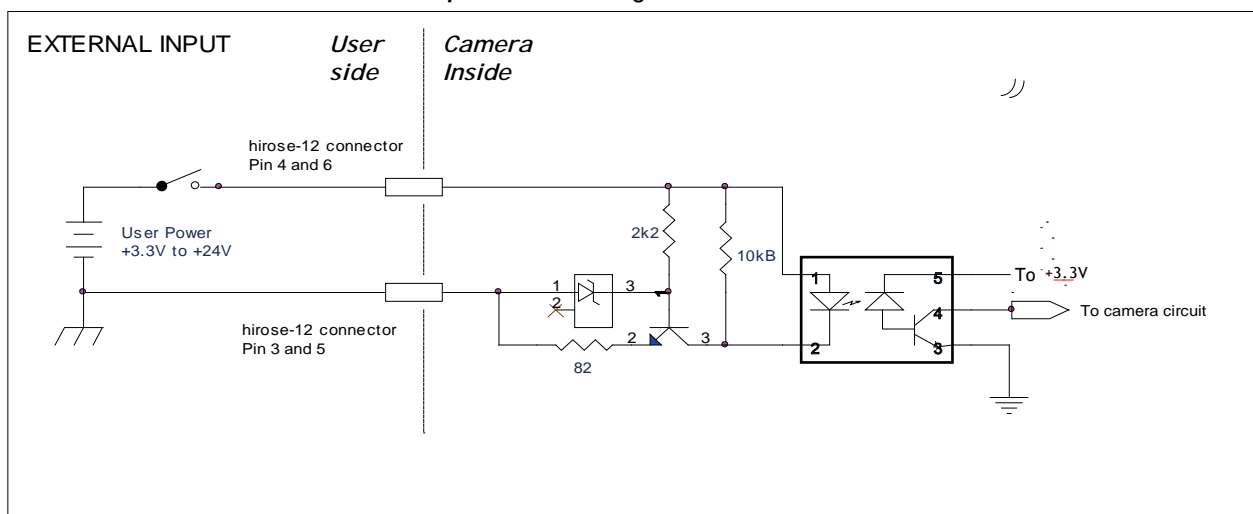 EXTERNAL INPUT
User
side
Camera
Inside
hirose-12 connector
Pin 4 and 6
User Power
+3.3V to +24V
2k2
10kB
1
5
To +3.3V
1
3
1
2
4
To camera circuit
hirose-12 connector
Pin 3 and 5
2
3
2
3
82